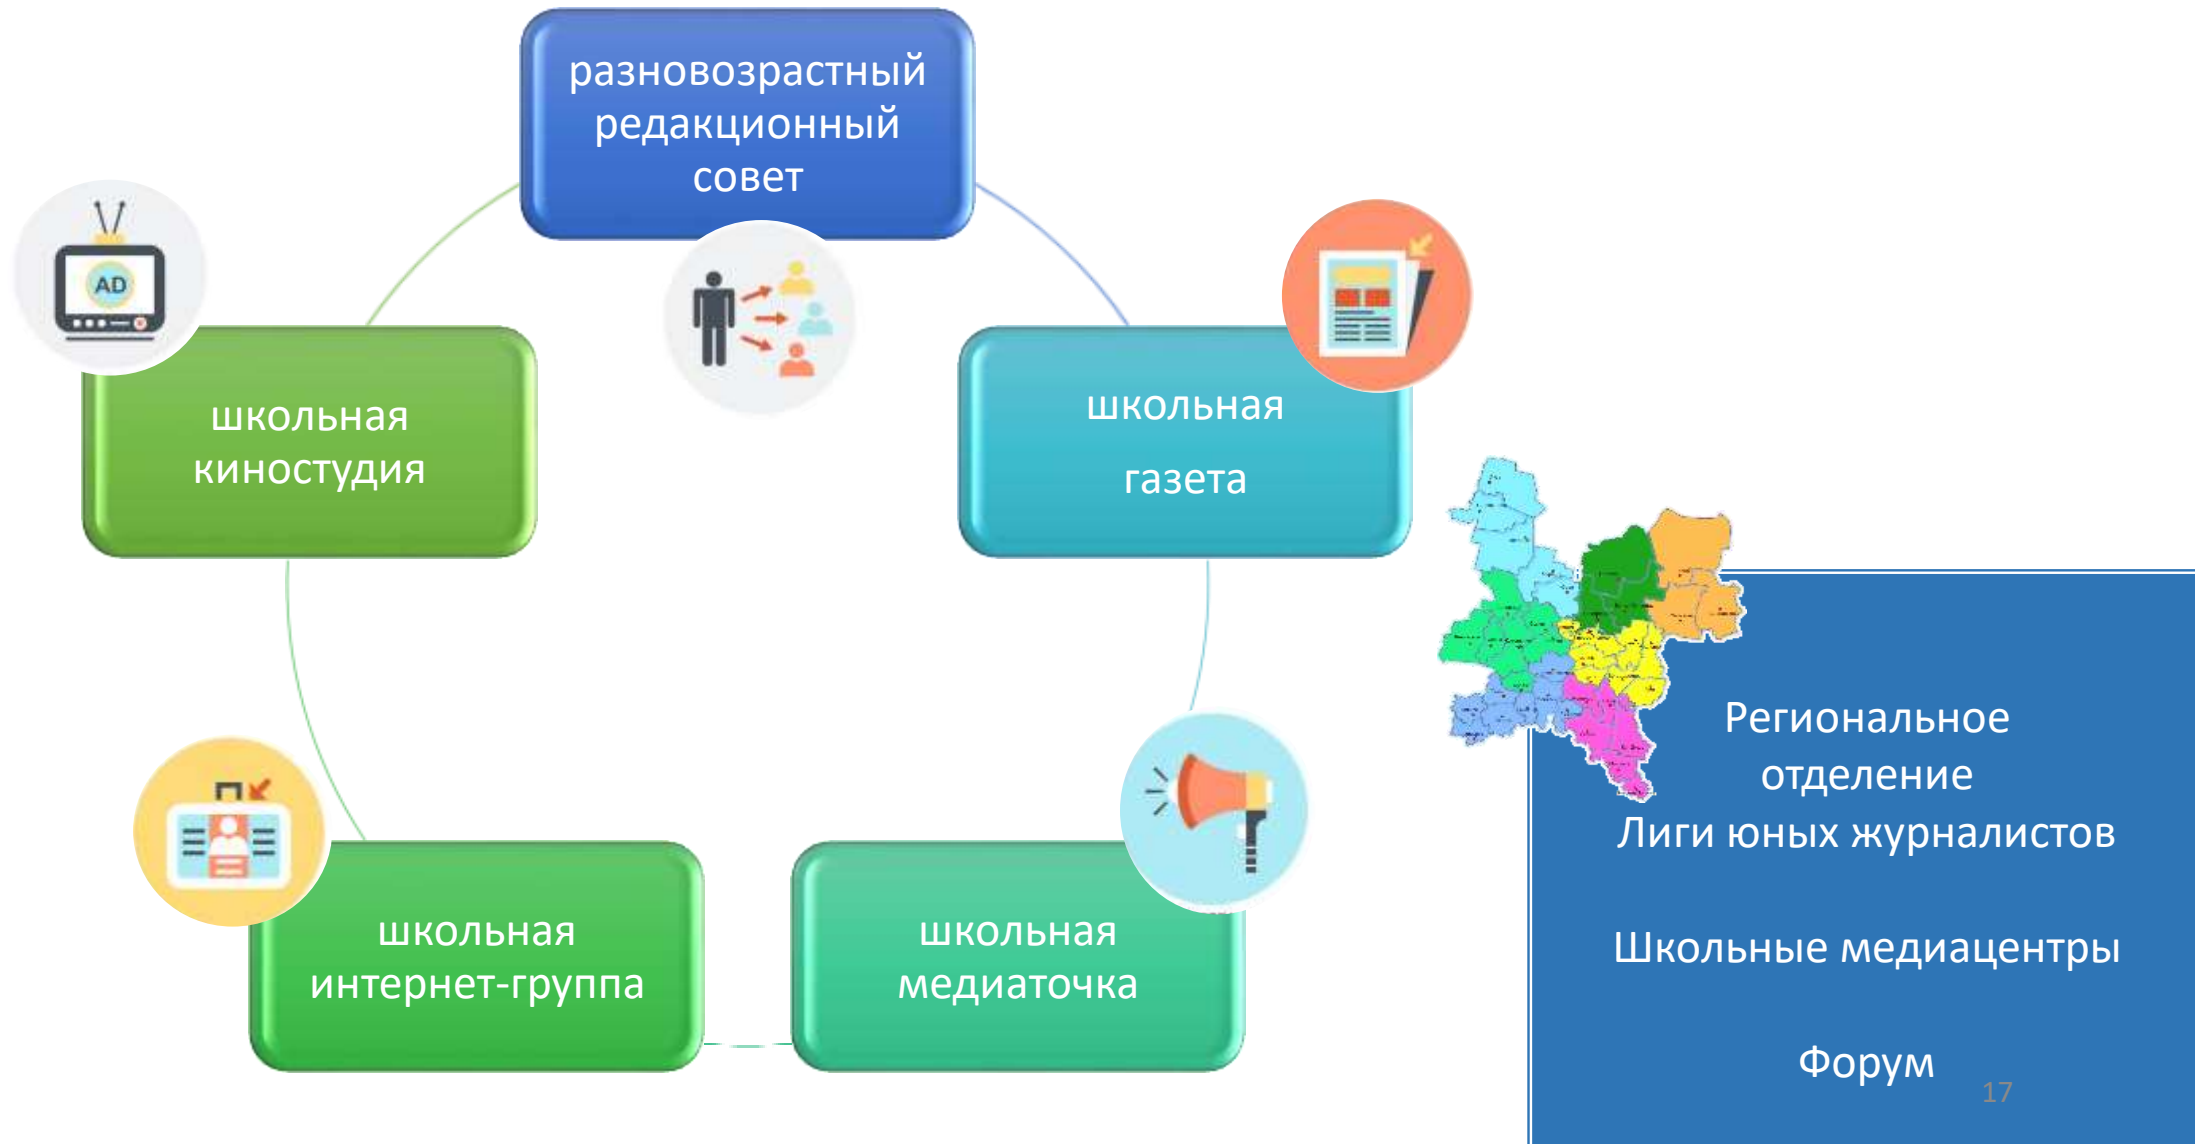 разновозрастный
редакционный
совет
AD
школьная
киностудия
школьная
газета
школьная
интернет-группа
школьная
медиаточка
Региональное
отделение
Лиги юных журналистов
Школьные медиацентры
Форум
17